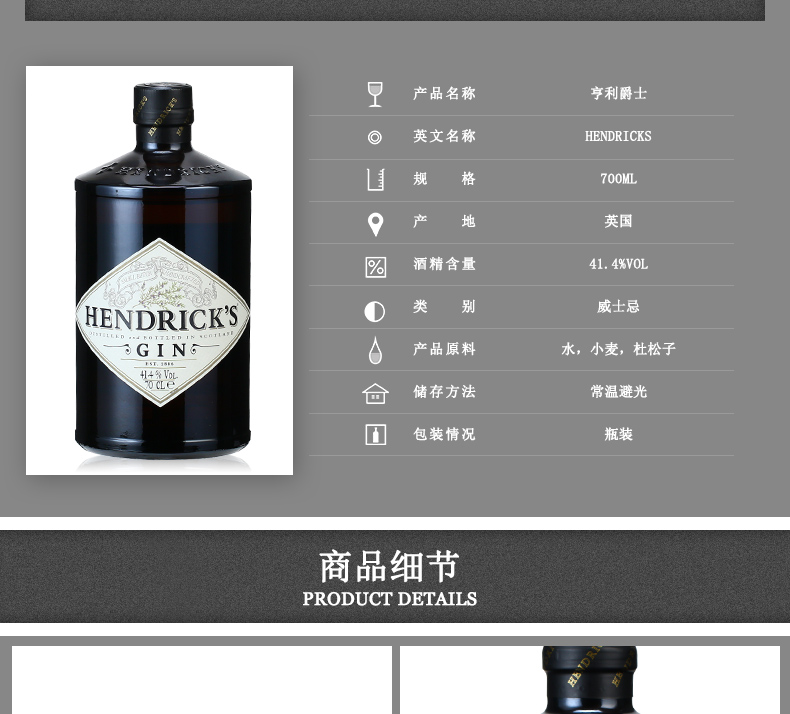 产品名称 亨利爵士
英文名称 HENDRICKS
规 格 700ML
产 地 英国
酒精含量 41.4%VOL
类 别 威士忌
产品原料 水，小麦，杜松子
储存方法 常温避光
包装情况 瓶装
HENDRICK'S
DISTILLED and BOTTLED IN SCOTLAND
GIN
EST. 1886
41.4% VOL.
70 CL e
商品细节
PRODUCT DETAILS